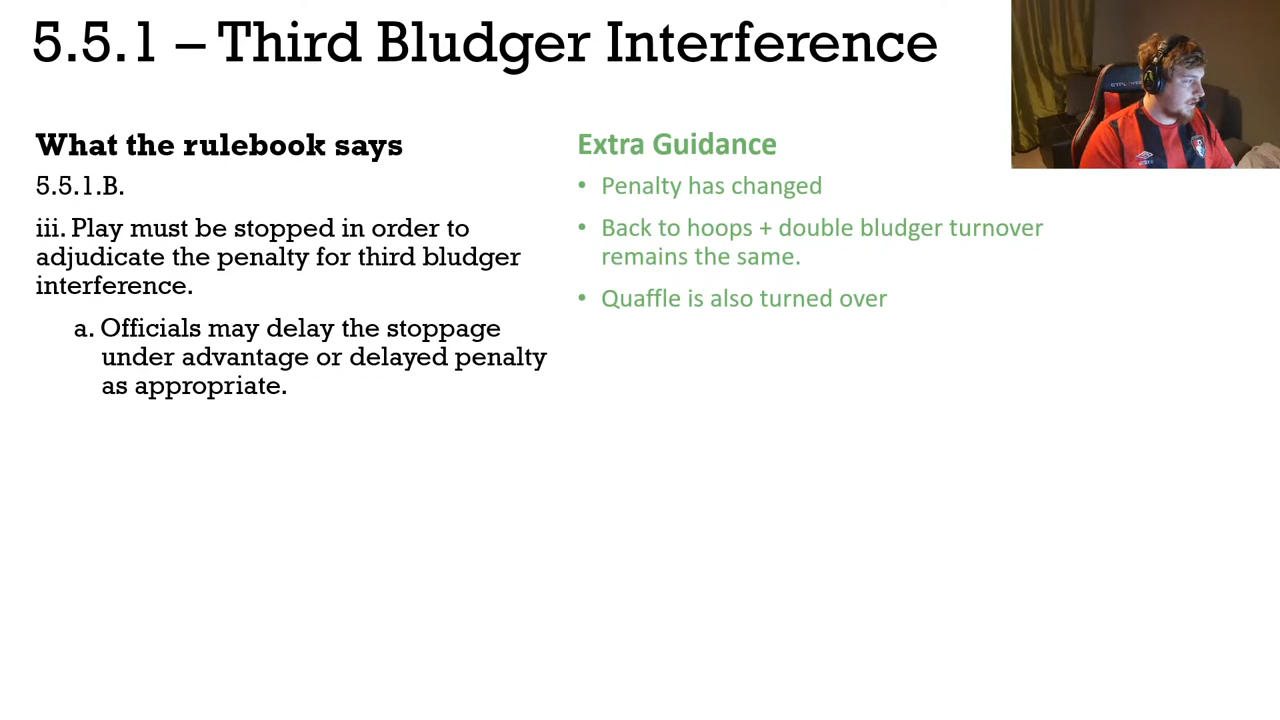 5.5.1 – Third Bludger Interference
What the rulebook says
5.5.1.B.
iii. Play must be stopped in order to
adjudicate the penalty for third bludger
interference.
a. Officials may delay the stoppage
under advantage or delayed penalty
as appropriate.
Extra Guidance
• Penalty has changed
• Back to hoops + double bludger turnover
remains the same.
• Quaffle is also turned over